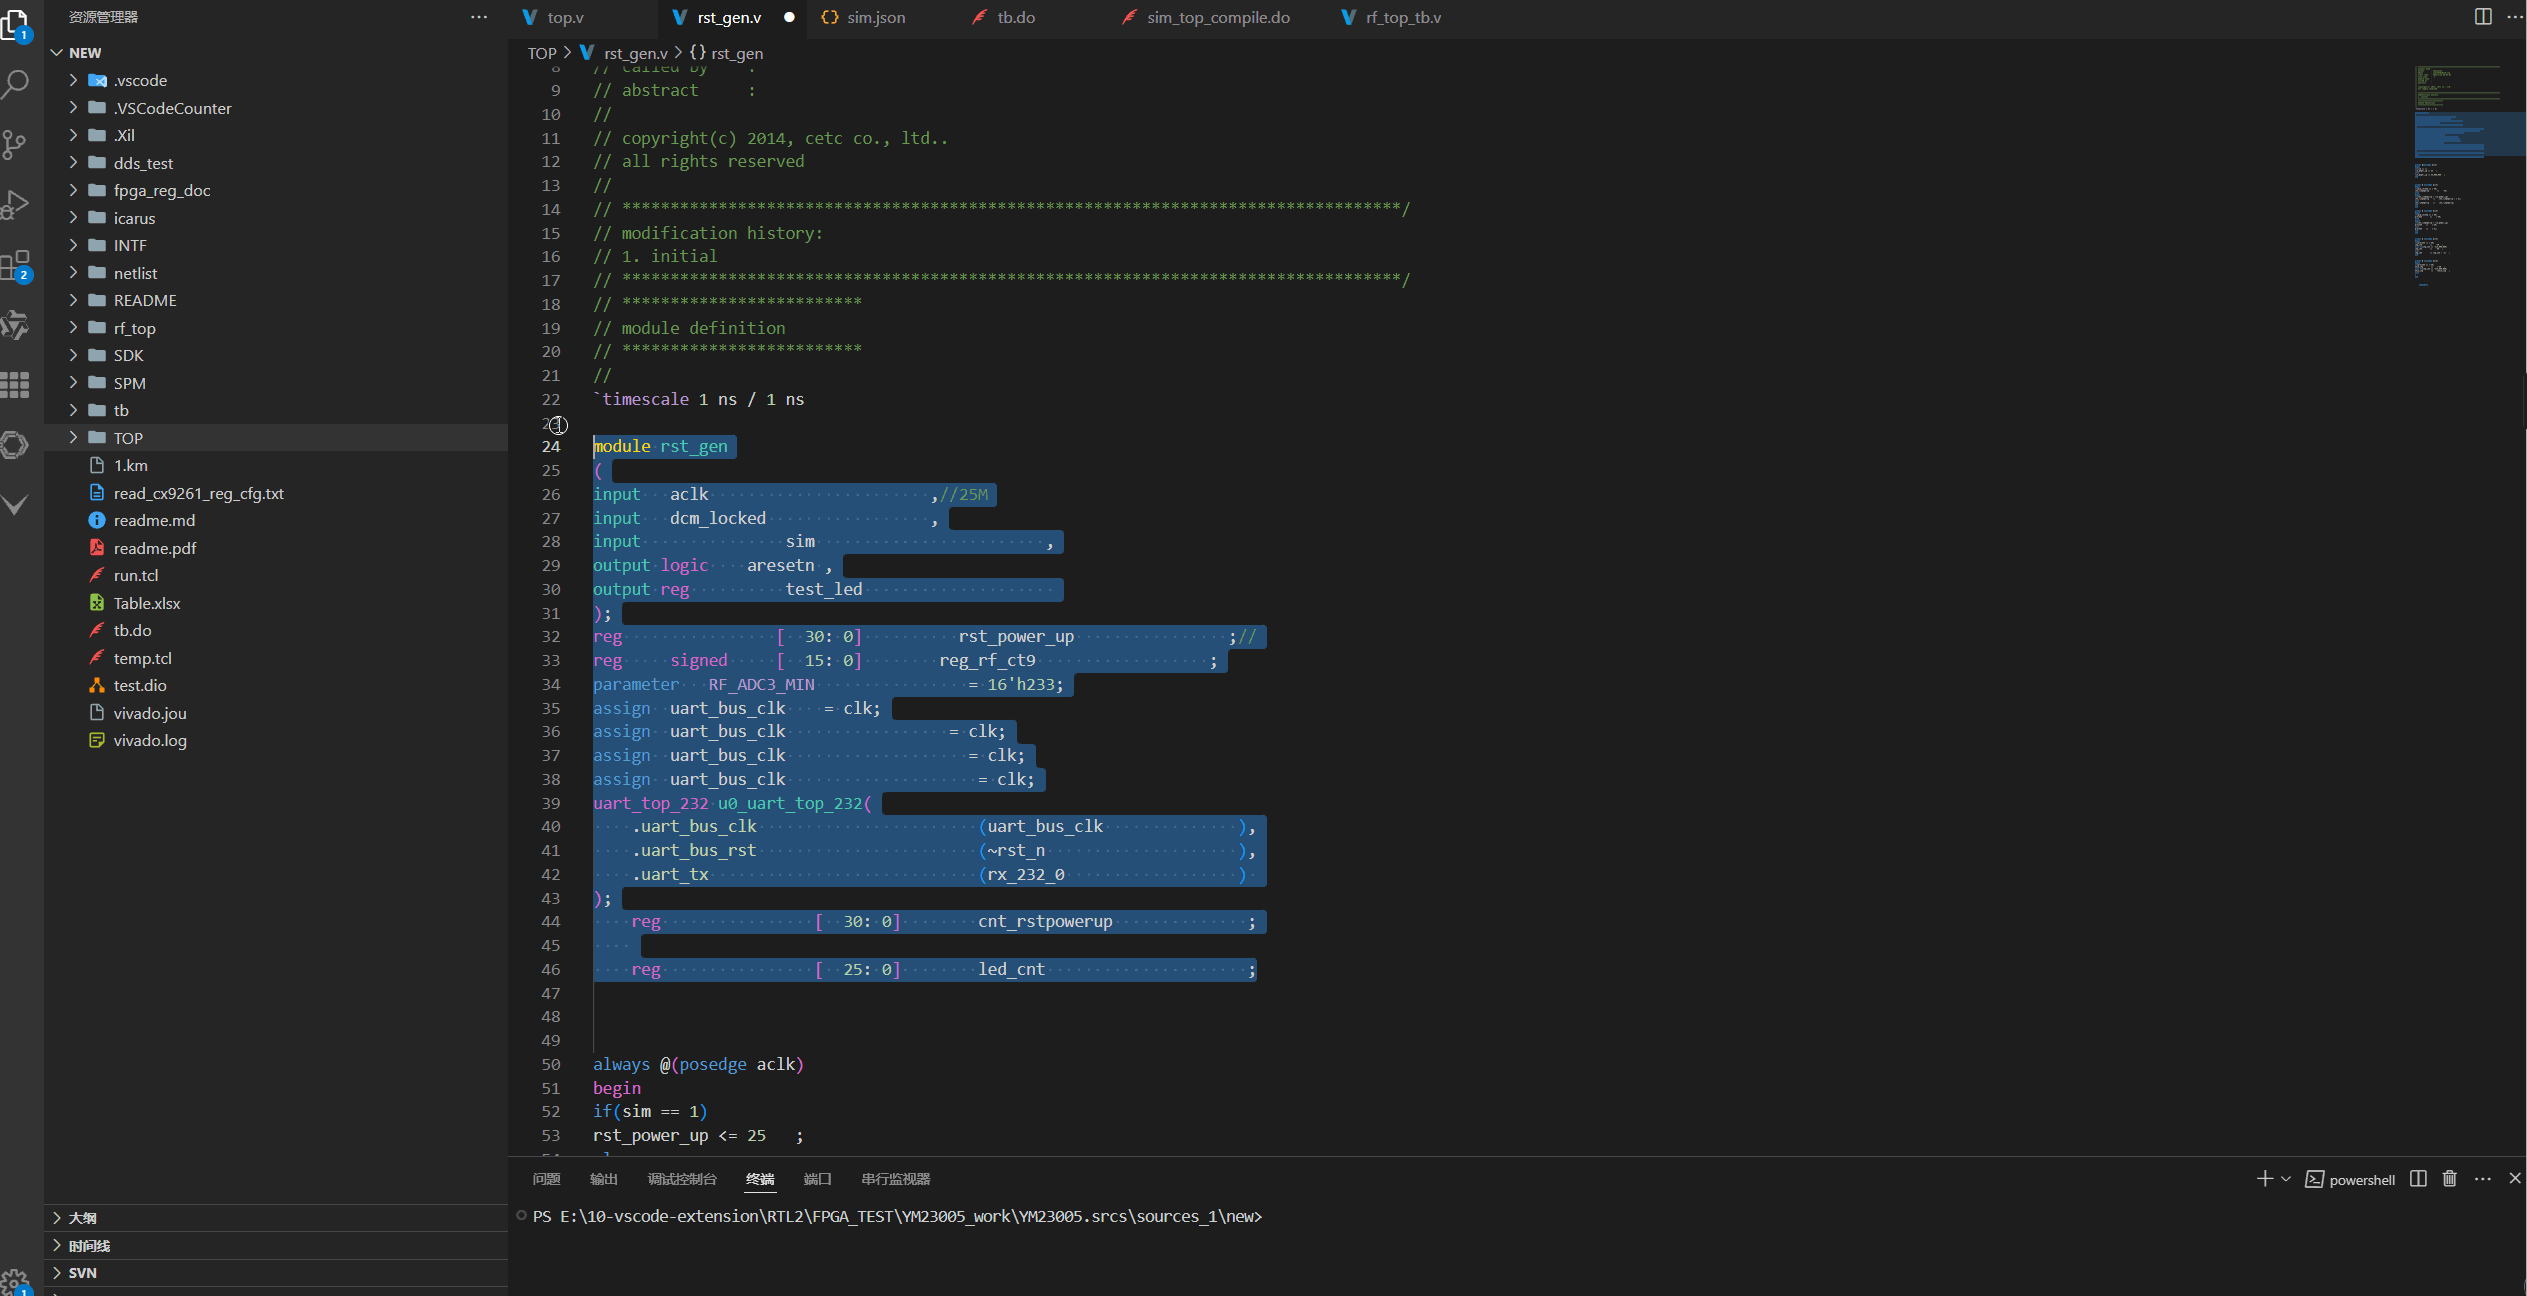 资源管理器
NEW
.vscode
.VSCodeCounter
.Xil
dds_test
fpga_reg_doc
icarus
INTF
netlist
README
rf_top
SDK
SPM
tb
TOP
1.km
read_cx9261_reg_cfg.txt
readme.md
readme.pdf
run.tcl
Table.xlsx
tb.do
temp.tcl
test.dio
vivado.jou
vivado.log
大纲
时间线
SVN
1
2
1
top.v
rst_gen.v
sim.json
tb.do
sim_top_compile.do
rf_top_tb.v
TOP > rst_gen.v > {} rst_gen
8 // called by :
9 // abstract :
10 //
11 // copyright(c) 2014, cetc co., ltd..
12 // all rights reserved
13 //
14 // *********************************************************************************/
15 // modification history:
16 // 1. initial
17 // *********************************************************************************/
18 // *************************
19 // module definition
20 // *************************
21 //
22 `timescale 1 ns / 1 ns
23
24 module rst_gen
25 (
26 input aclk ,//25M
27 input dcm_locked ,
28 input sim ,
29 output logic aresetn ,
30 output reg test_led
31 );
32 reg [ 30: 0] rst_power_up ;//
33 reg signed [ 15: 0] reg_rf_ct9 ;
34 parameter RF_ADC3_MIN = 16'h233;
35 assign uart_bus_clk = clk;
36 assign uart_bus_clk = clk;
37 assign uart_bus_clk = clk;
38 assign uart_bus_clk = clk;
39 uart_top_232 u0_uart_top_232(
40 .uart_bus_clk (uart_bus_clk ),
41 .uart_bus_rst (~rst_n ),
42 .uart_tx (rx_232_0 )
43 );
44 reg [ 30: 0] cnt_rstpowerup ;
45
46 reg [ 25: 0] led_cnt ;
47
48
49
50 always @(posedge aclk)
51 begin
52 if(sim == 1)
53 rst_power_up <= 25 ;
问题 输出 调试控制台 终端 端口 串行监视器
powershell
PS E:\10-vscode-extension\RTL2\FPGA_TEST\YM23005_work\YM23005.srcs\sources_1\new>